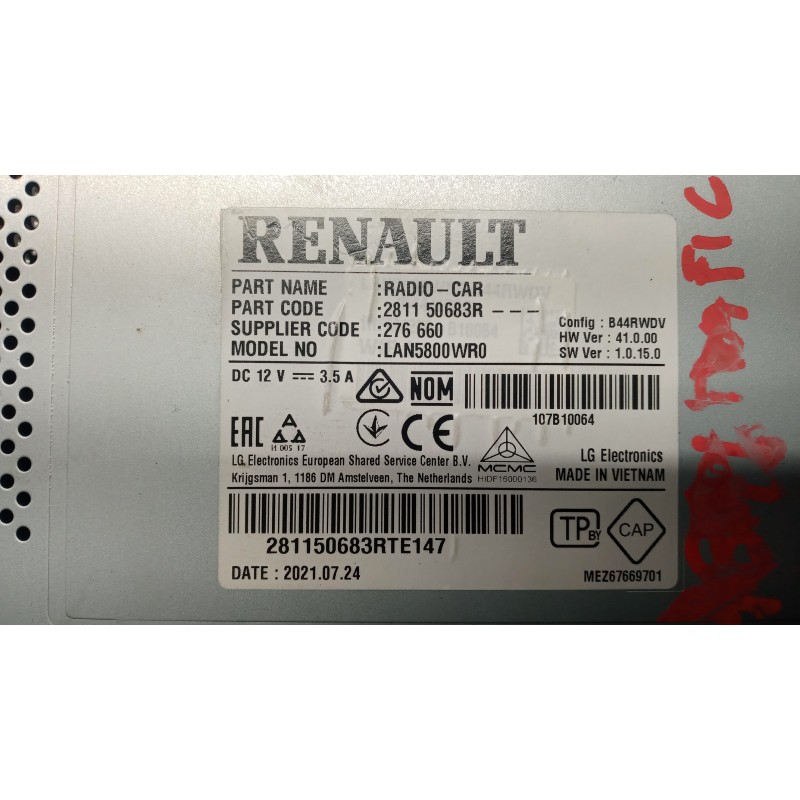 RENAULT
PART NAME :RADIO-CAR
PART CODE :2811 50683R ---
SUPPLIER CODE :276 660
MODEL NO :LAN5800WR0
Config : B44RWDV
HW Ver : 41.0.00
SW Ver : 1.0.15.0
DC 12 V 3.5 A
NOM
107B10064
EAC
И 005 17
CE
MCMC
HIDF16000136
LG Electronics
MADE IN VIETNAM
LG Electronics European Shared Service Center B.V.
Krijgsman 1, 1186 DM Amstelveen, The Netherlands
281150683RTE147
DATE : 2021.07.24
TP BY
CAP
MEZ67669701